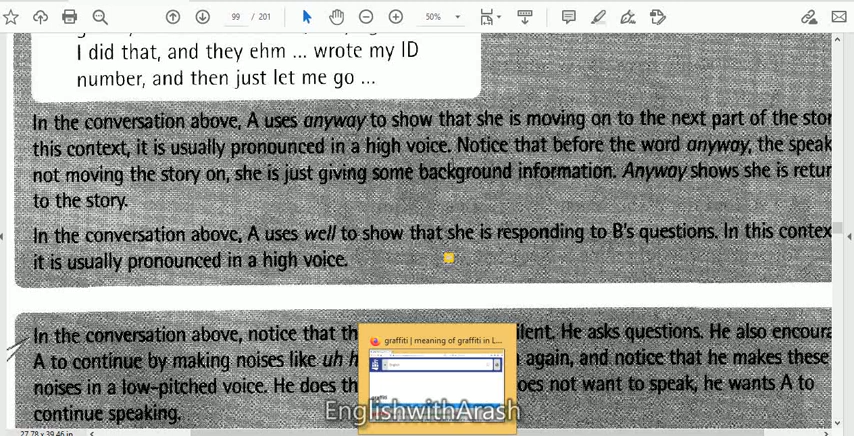 99 / 201
50%
I did that, and they ehm ... wrote my ID
number, and then just let me go ...
In the conversation above, A uses anyway to show that she is moving on to the next part of the stor
this context, it is usually pronounced in a high voice. Notice that before the word anyway, the speak
not moving the story on, she is just giving some background information. Anyway shows she is retur
to the story.
In the conversation above, A uses well to show that she is responding to B's questions. In this contex
it is usually pronounced in a high voice.
In the conversation above, notice that th ilent. He asks questions. He also encoura
A to continue by making noises like uh h again, and notice that he makes these
noises in a low-pitched voice. He does th oes not want to speak, he wants A to
continue speaking.
graffiti | meaning of graffiti in L...
EnglishwithArash
27.78 x 39.46 in